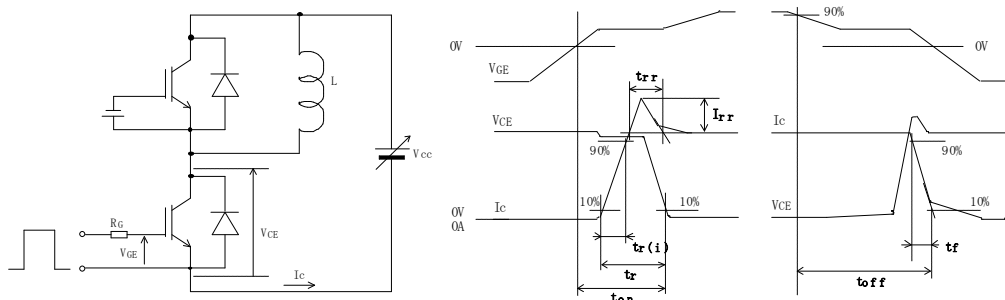 L
Vcc
RG
VGE
VCE
Ic
0V
VGE
trr
Irr
VCE
90%
10%
10%
0V
0A
Ic
tr(i)
tr
ton
90%
0V
VGE
Ic
90%
VCE
10%
tf
toff